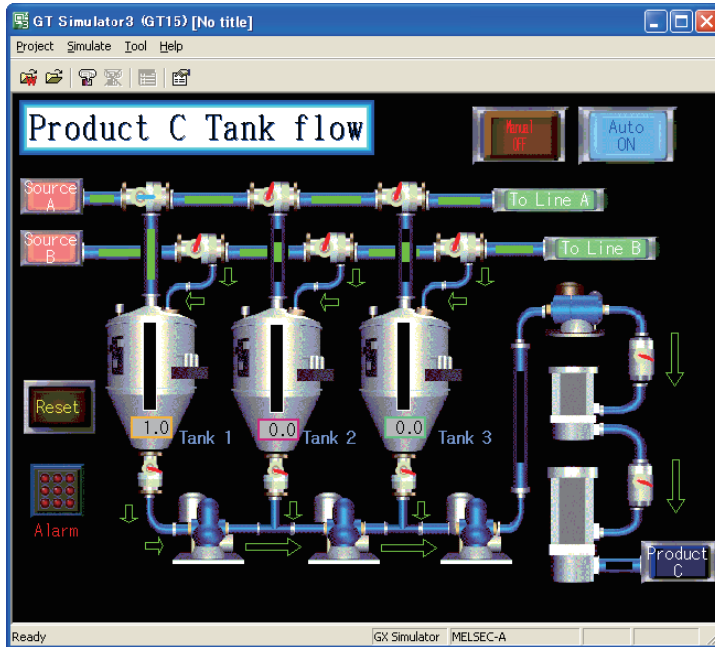 GT Simulator3 (GT15) [No title]
Project Simulate Tool Help
Product C Tank flow
Manual
OFF
Auto
ON
Source
A
To Line A
Source
B
To Line B
Reset
1.0
Tank 1
0.0
Tank 2
0.0
Tank 3
Alarm
Product
C
Ready
GX Simulator
MELSEC-A